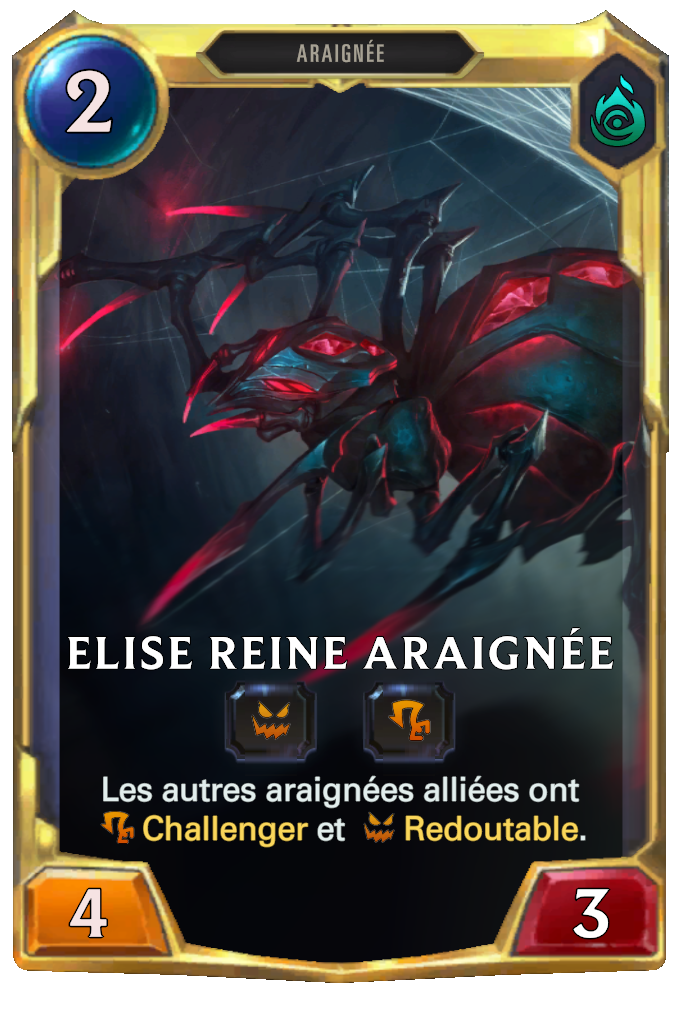 ARAIGNÉE
2
ELISE REINE ARAIGNÉE
Les autres araignées alliées ont
Challenger et Redoutable.
4
3